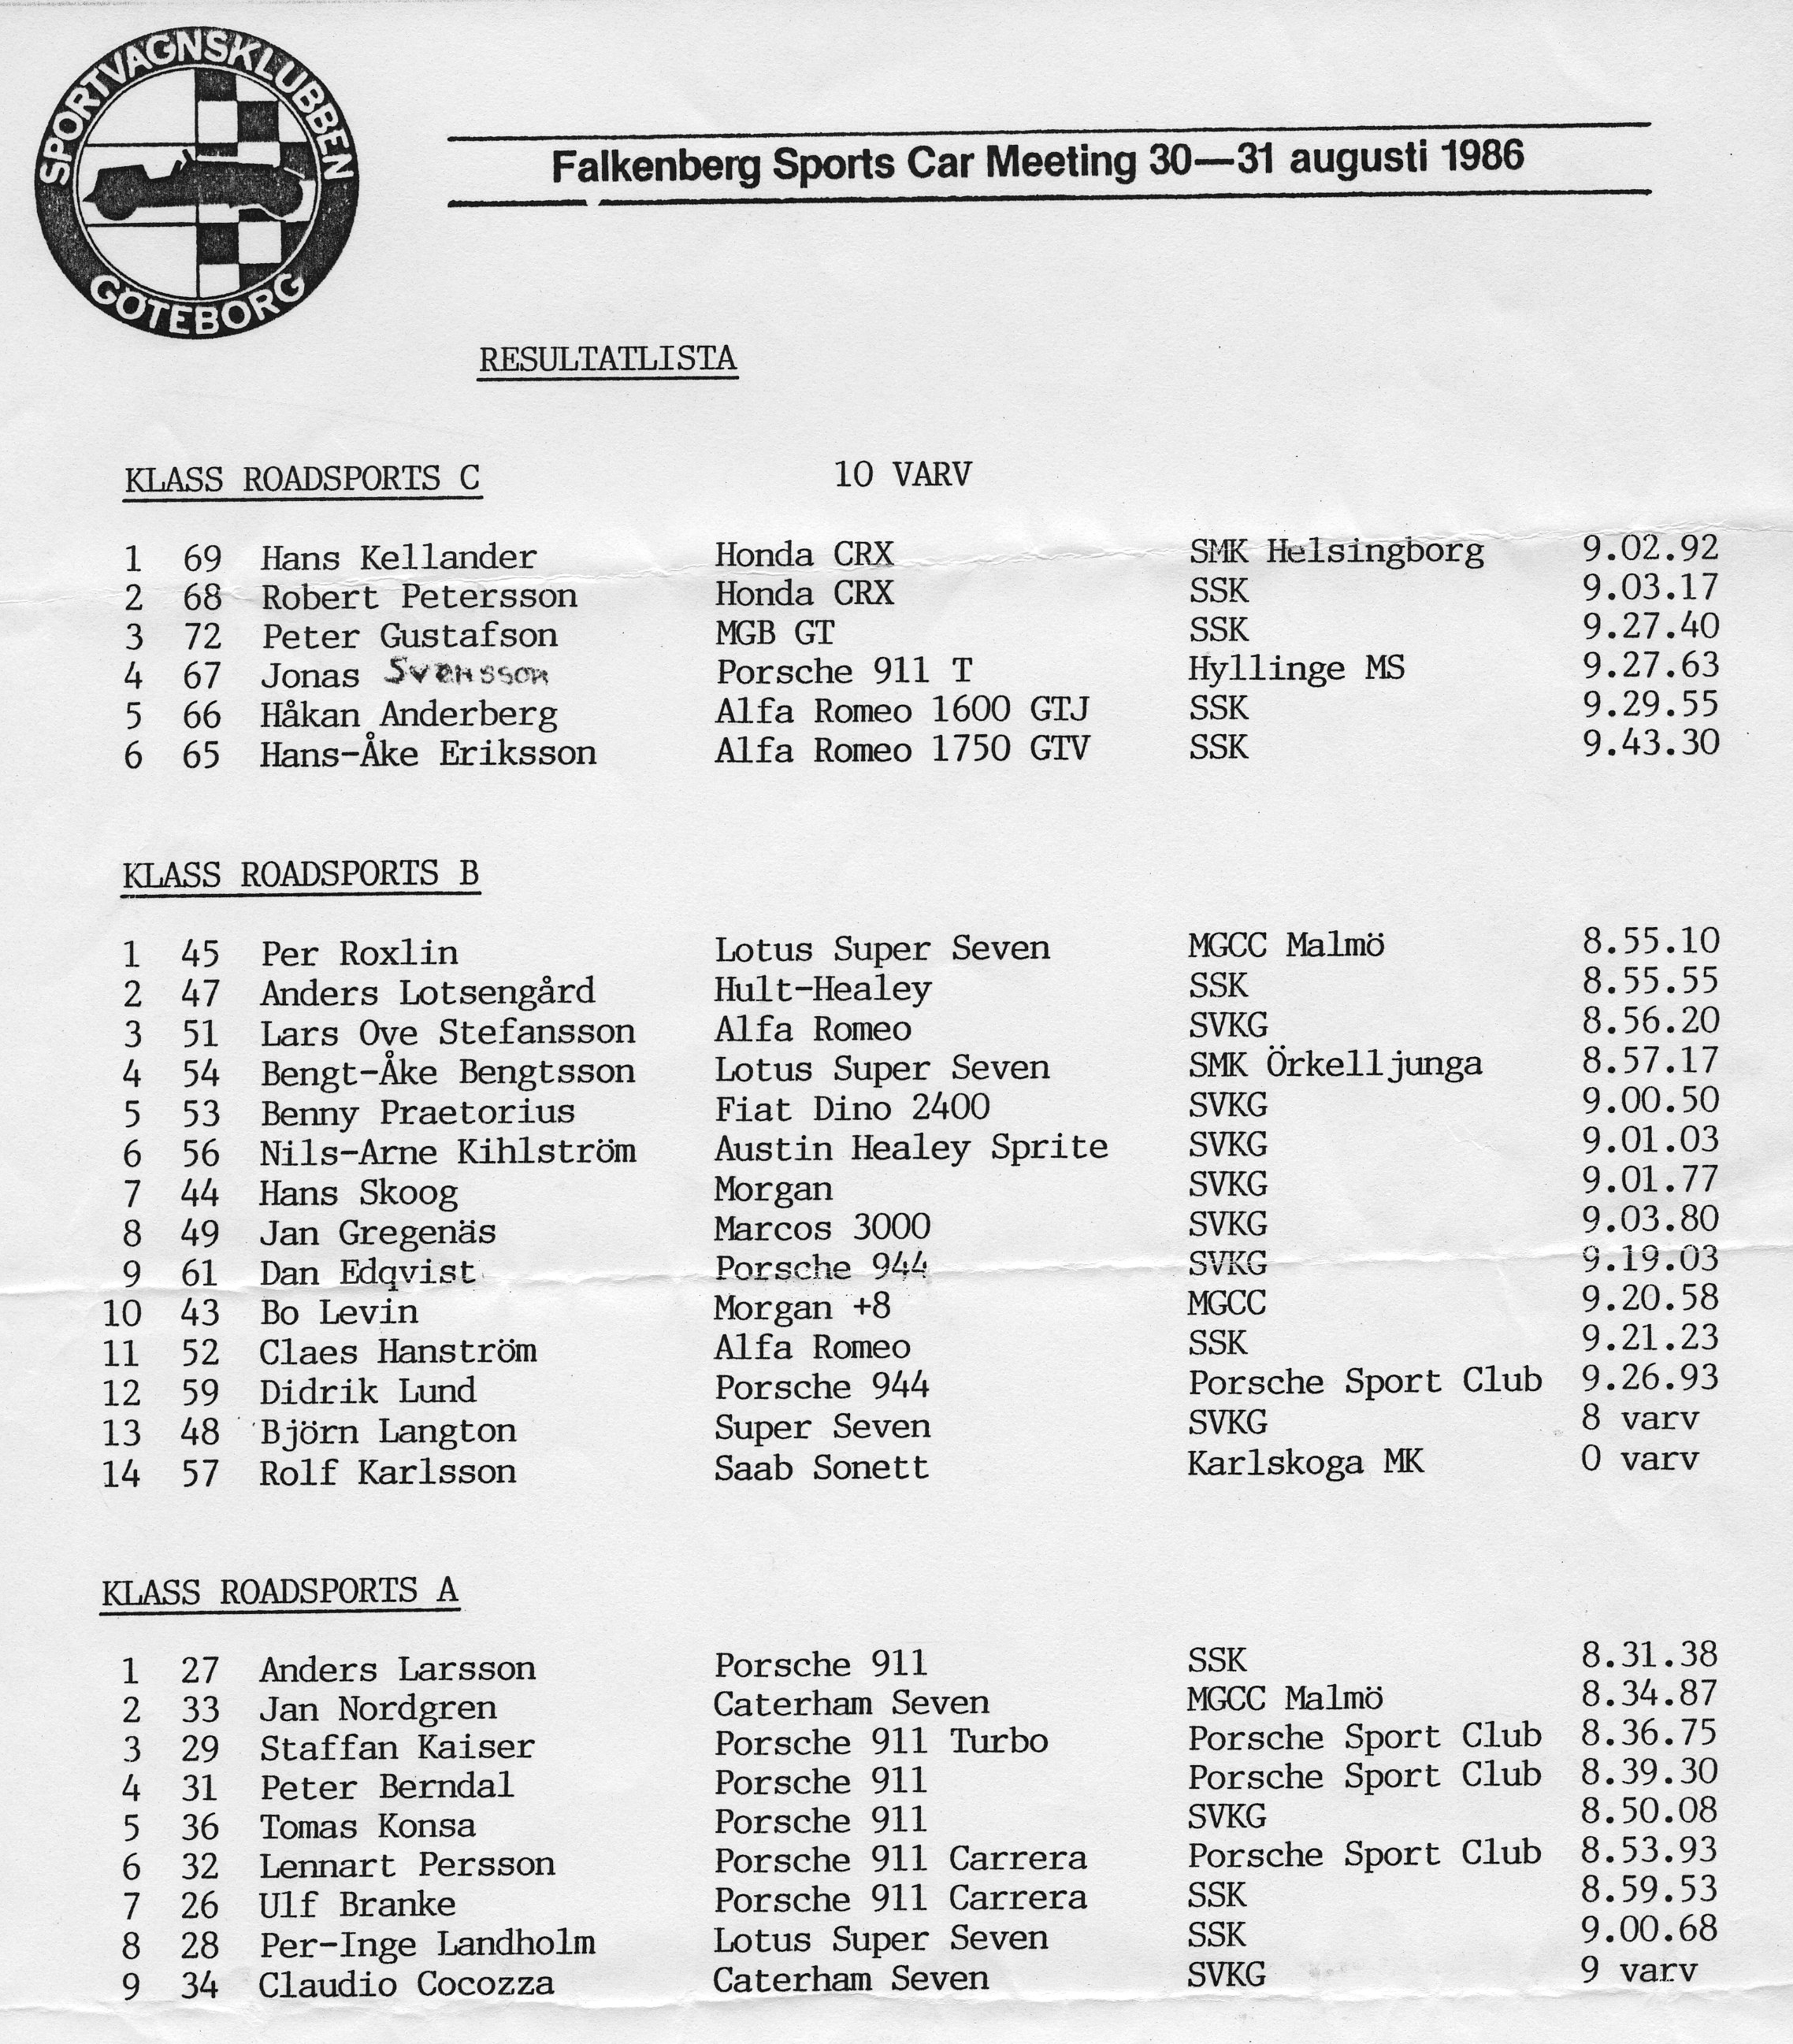 SPORTVAGNSKLUBBEN
GÖTEBORG
Falkenberg Sports Car Meeting 30—31 augusti 1986
RESULTATLISTA
KLASS ROADSPORTS C 10 VARV
1 69 Hans Kellander Honda CRX SMK Helsingborg 9.02.92
2 68 Robert Petersson Honda CRX SSK 9.03.17
3 72 Peter Gustafson MGB GT SSK 9.27.40
4 67 Jonas Svensson Porsche 911 T Hyllinge MS 9.27.63
5 66 Håkan Anderberg Alfa Romeo 1600 GTJ SSK 9.29.55
6 65 Hans-Åke Eriksson Alfa Romeo 1750 GTV SSK 9.43.30
KLASS ROADSPORTS B
1 45 Per Roxlin Lotus Super Seven MGCC Malmö 8.55.10
2 47 Anders Lotsengård Hult-Healey SSK 8.55.55
3 51 Lars Ove Stefansson Alfa Romeo SVKG 8.56.20
4 54 Bengt-Åke Bengtsson Lotus Super Seven SMK Örkelljunga 8.57.17
5 53 Benny Praetorius Fiat Dino 2400 SVKG 9.00.50
6 56 Nils-Arne Kihlström Austin Healey Sprite SVKG 9.01.03
7 44 Hans Skoog Morgan SVKG 9.01.77
8 49 Jan Gregenäs Marcos 3000 SVKG 9.03.80
9 61 Dan Edqvist Porsche 944 SVKG 9.19.03
10 43 Bo Levin Morgan +8 MGCC 9.20.58
11 52 Claes Hanström Alfa Romeo SSK 9.21.23
12 59 Didrik Lund Porsche 944 Porsche Sport Club 9.26.93
13 48 Björn Langton Super Seven SVKG 8 varv
14 57 Rolf Karlsson Saab Sonett Karlskoga MK 0 varv
KLASS ROADSPORTS A
1 27 Anders Larsson Porsche 911 SSK 8.31.38
2 33 Jan Nordgren Caterham Seven MGCC Malmö 8.34.87
3 29 Staffan Kaiser Porsche 911 Turbo Porsche Sport Club 8.36.75
4 31 Peter Berndal Porsche 911 Porsche Sport Club 8.39.30
5 36 Tomas Konsa Porsche 911 SVKG 8.50.08
6 32 Lennart Persson Porsche 911 Carrera Porsche Sport Club 8.53.93
7 26 Ulf Branke Porsche 911 Carrera SSK 8.59.53
8 28 Per-Inge Landholm Lotus Super Seven SSK 9.00.68
9 34 Claudio Cocozza Caterham Seven SVKG 9 varv